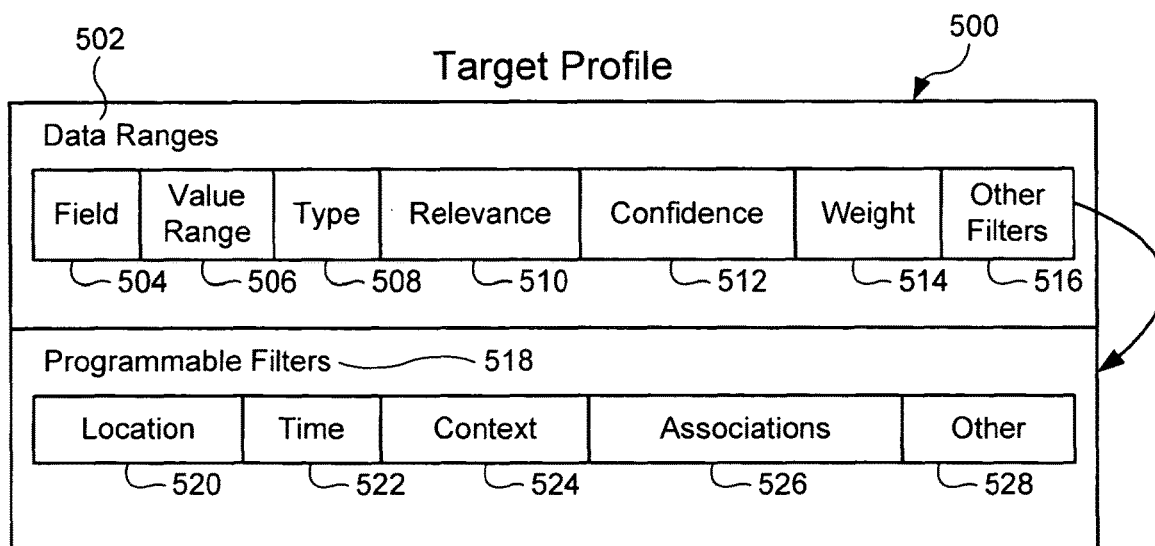 502
500
Target Profile
Data Ranges
Field
Value
Range
Type
Relevance
Confidence
Weight
Other
Filters
504
506
508
510
512
514
516
Programmable Filters
518
Location
Time
Context
Associations
Other
520
522
524
526
528